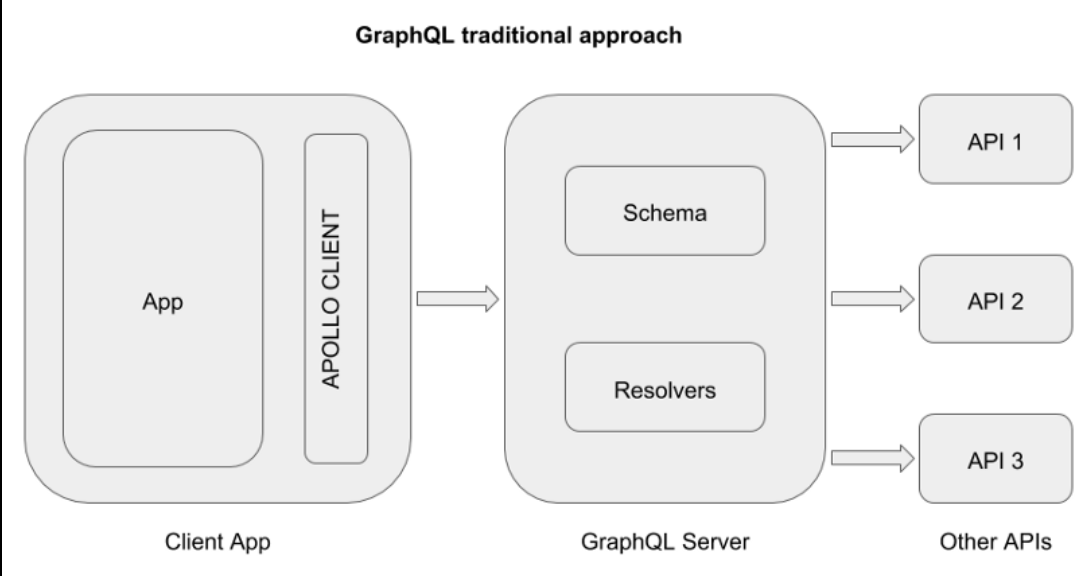 GraphQL traditional approach
App
APOLLO CLIENT
Schema
Resolvers
API 1
API 2
API 3
Client App
GraphQL Server
Other APIs